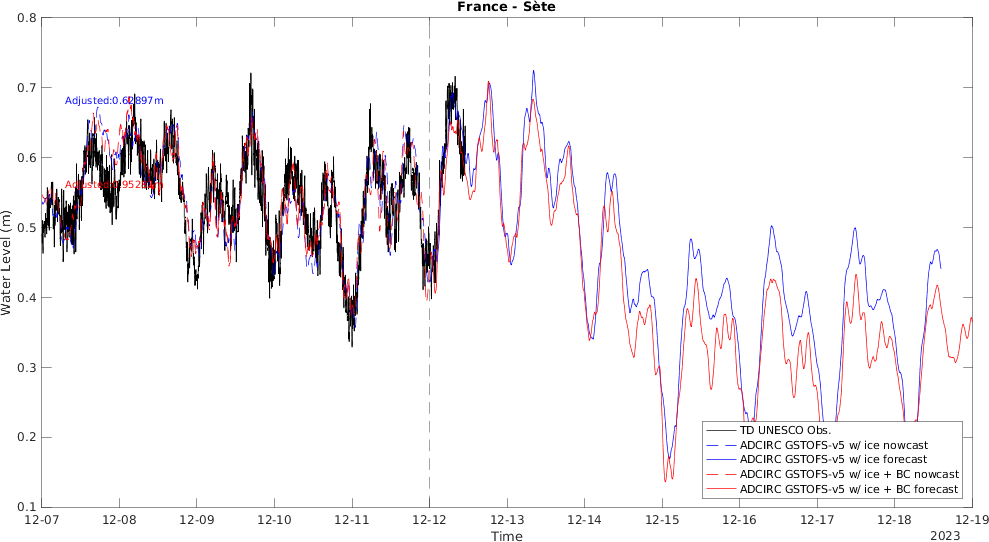 France - Sète
0.8
0.7
0.6
0.5
0.4
0.3
0.2
0.1
Water Level (m)
Adjusted:0.62897m
TD UNESCO Obs.
ADCIRC GSTOFS-v5 w/ ice nowcast
ADCIRC GSTOFS-v5 w/ ice forecast
ADCIRC GSTOFS-v5 w/ ice + BC nowcast
ADCIRC GSTOFS-v5 w/ ice + BC forecast
12-07 12-08 12-09 12-10 12-11 12-12 12-13 12-14 12-15 12-16 12-17 12-18 12-19
Time
2023